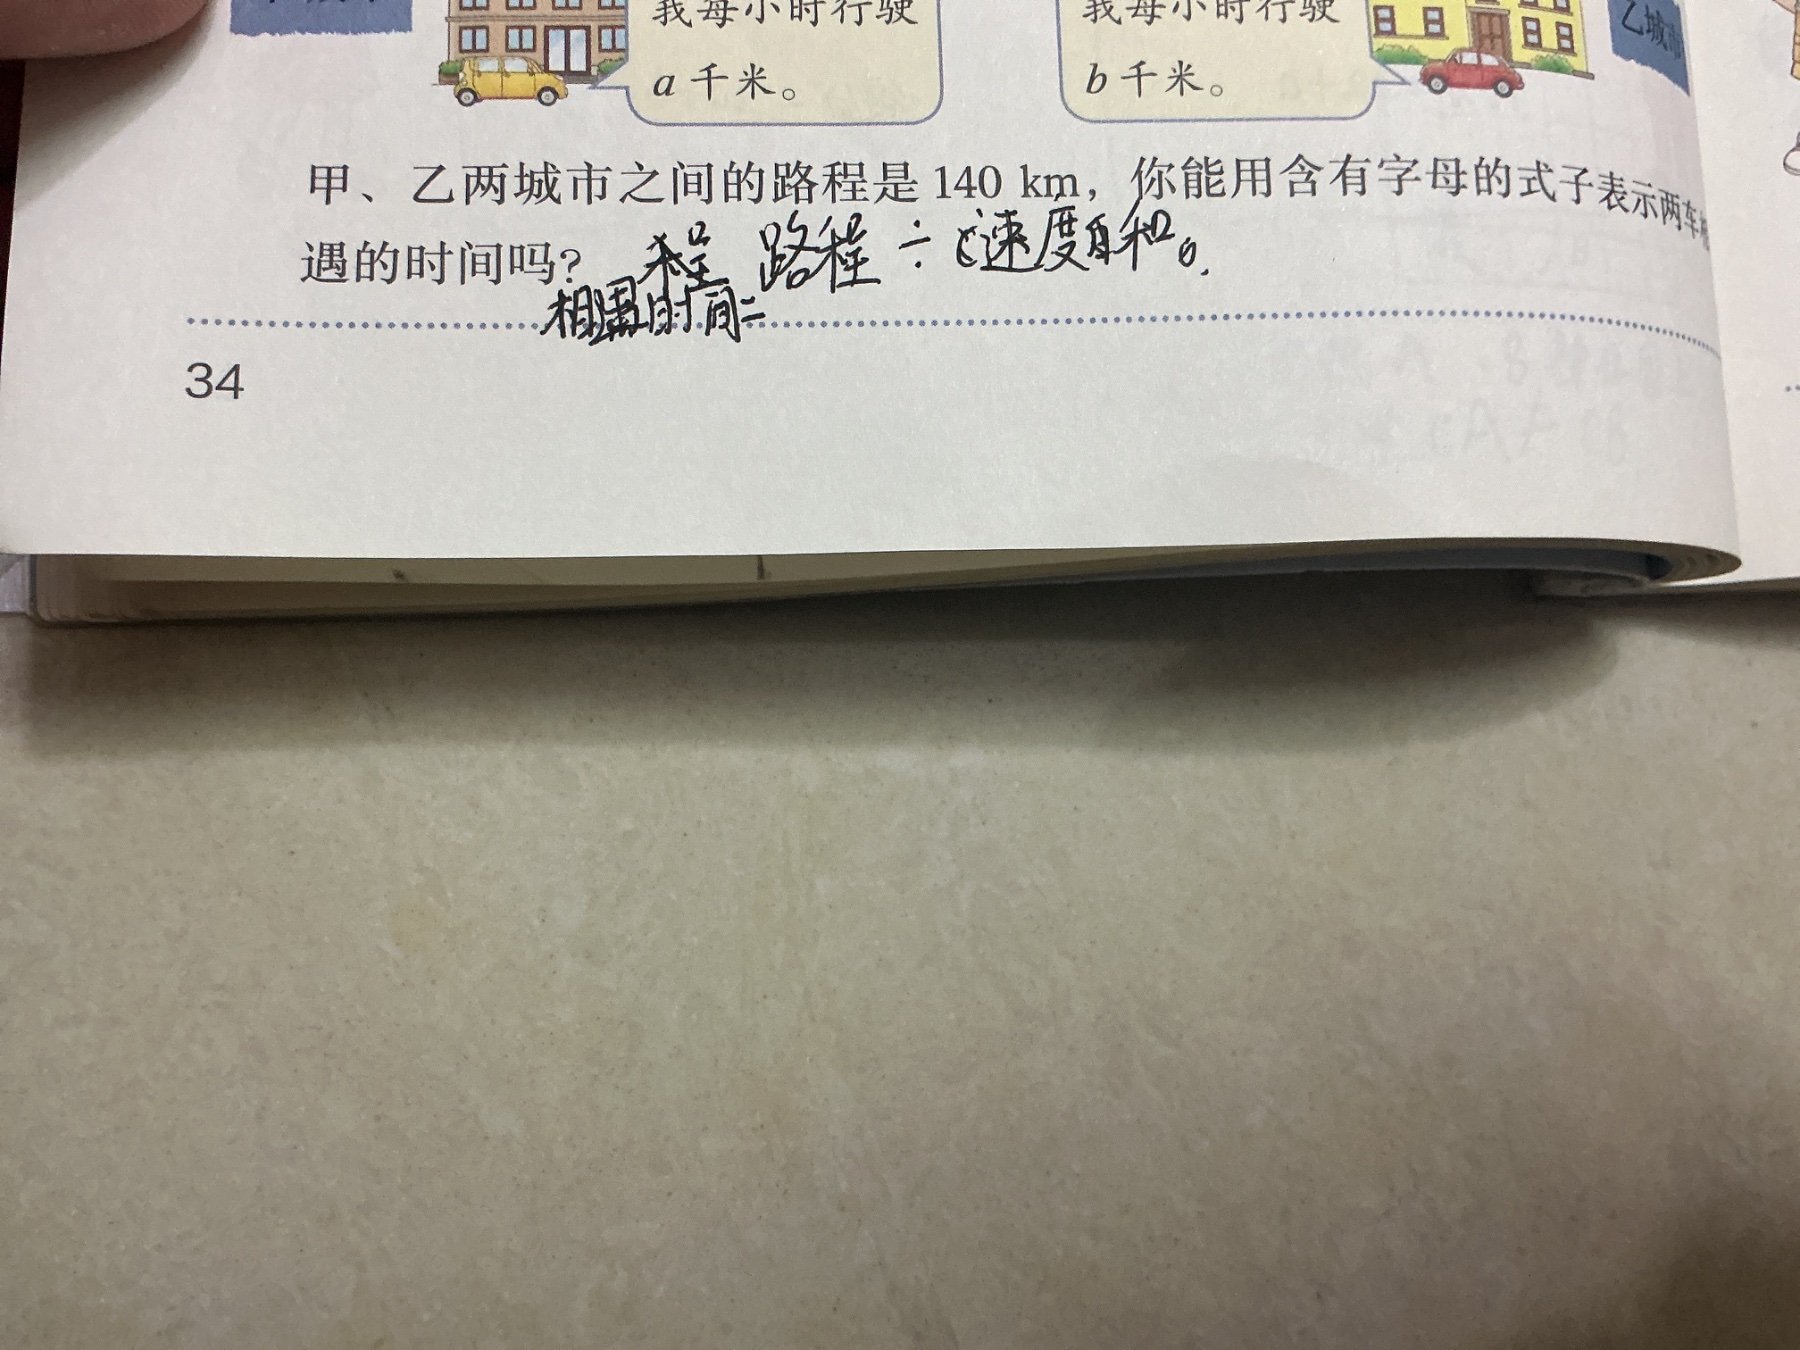 我每小时行驶
a千米。
我每小时行驶
b千米。
乙城市
甲、乙两城市之间的路程是140 km，你能用含有字母的式子表示两车相
遇的时间吗？
路程÷速度和。
相遇时间=
34